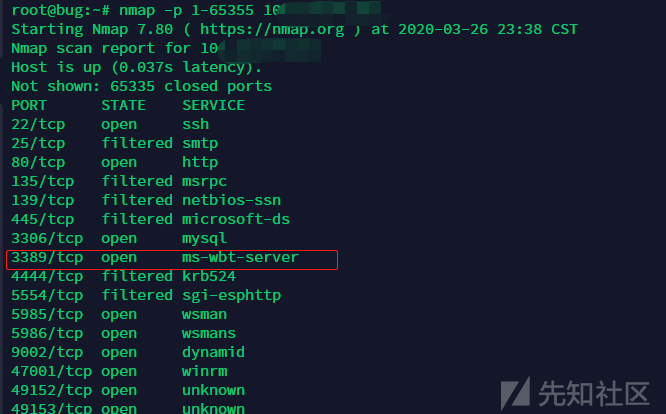 root@bug:~# nmap -p 1-65355 10
Starting Nmap 7.80 ( https://nmap.org ) at 2020-03-26 23:38 CST
Nmap scan report for 10
Host is up (0.037s latency).
Not shown: 65335 closed ports
PORT STATE SERVICE
22/tcp open ssh
25/tcp filtered smtp
80/tcp open http
135/tcp filtered msrpc
139/tcp filtered netbios-ssn
445/tcp filtered microsoft-ds
3306/tcp open mysql
3389/tcp open ms-wbt-server
4444/tcp filtered krb524
5554/tcp filtered sgi-esphttp
5985/tcp open wsman
5986/tcp open wsmans
9002/tcp open dynamid
47001/tcp open winrm
49152/tcp open unknown
49153/tcp open unknown
先知社区